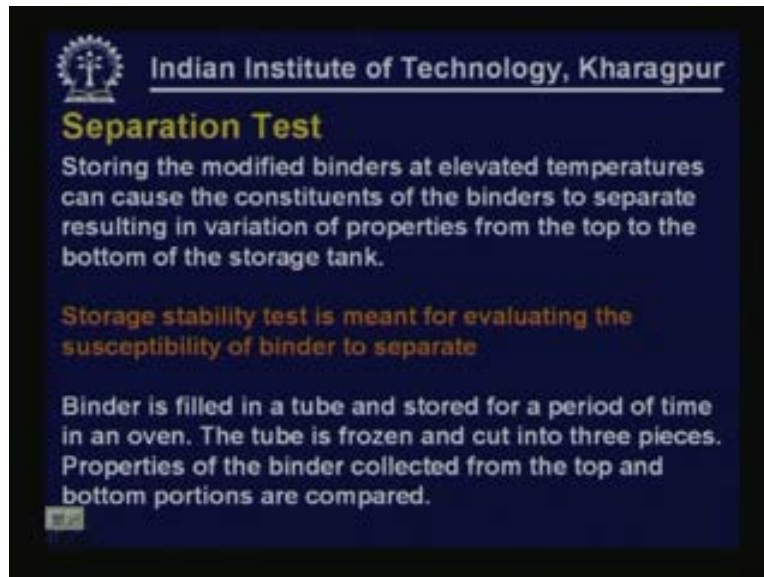 Indian Institute of Technology, Kharagpur
Separation Test
Storing the modified binders at elevated temperatures
can cause the constituents of the binders to separate
resulting in variation of properties from the top to the
bottom of the storage tank.
Storage stability test is meant for evaluating the
susceptibility of binder to separate
Binder is filled in a tube and stored for a period of time
in an oven. The tube is frozen and cut into three pieces.
Properties of the binder collected from the top and
bottom portions are compared.